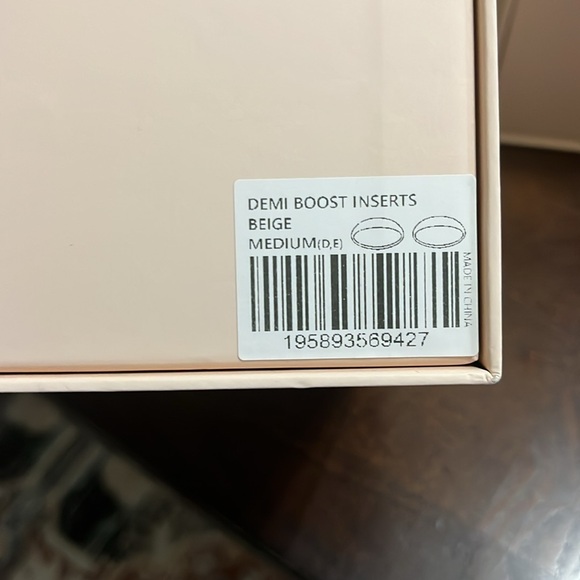 DEMI BOOST INSERTS
BEIGE
MEDIUM(D,E)
MADE IN CHINA
195893569427